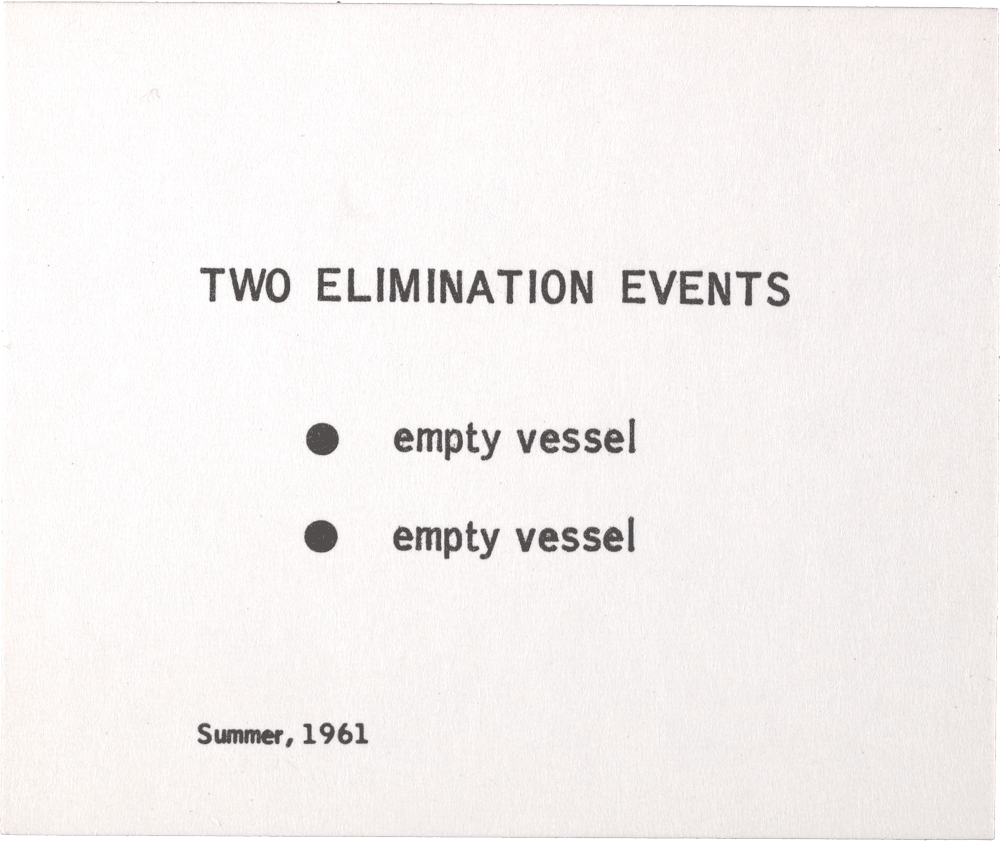 TWO ELIMINATION EVENTS
● empty vessel
● empty vessel
Summer, 1961